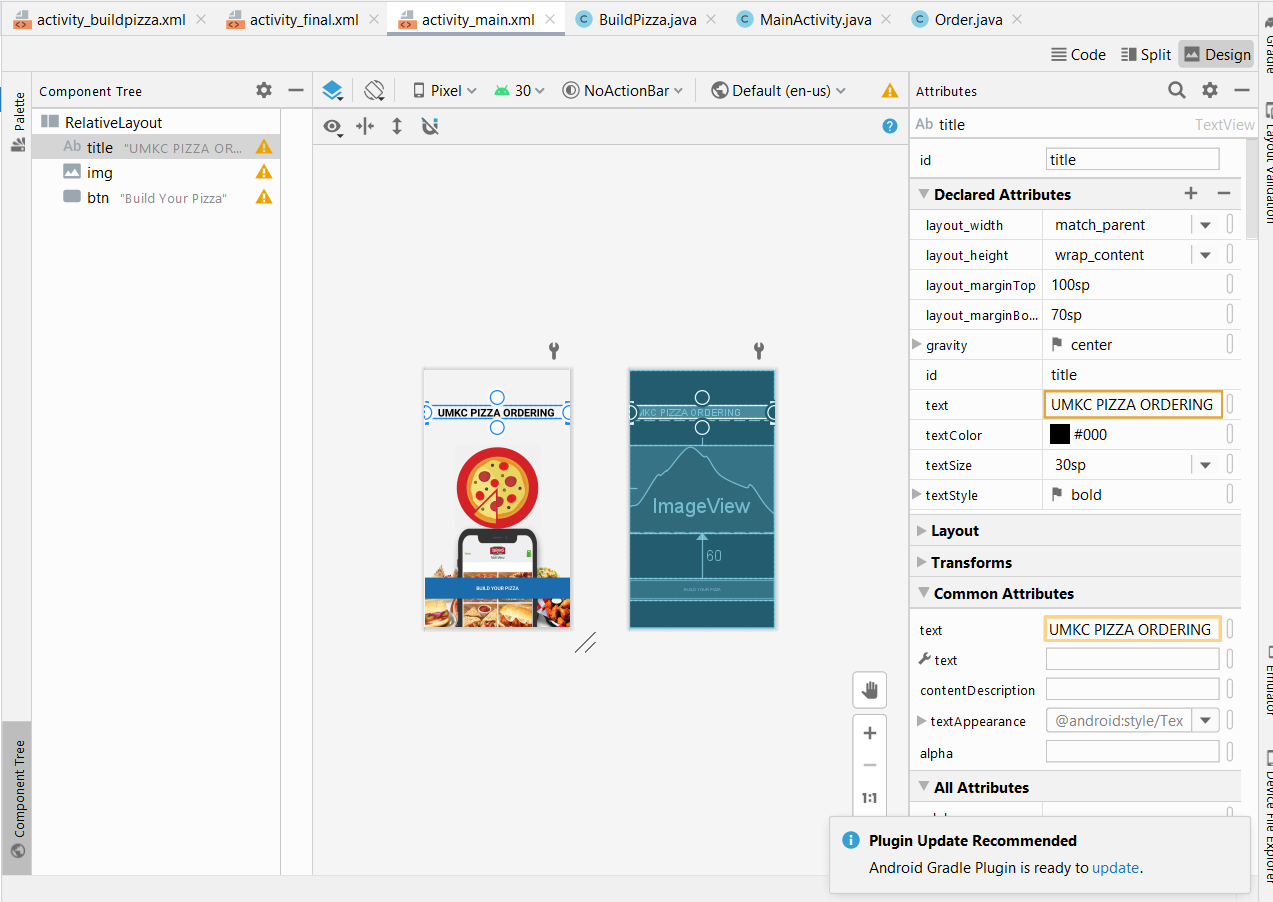 activity_buildpizza.xml
activity_final.xml
activity_main.xml
C BuildPizza.java
C MainActivity.java
C Order.java
Code
Split
Design
Gradle
Palette
Component Tree
Pixel
30
NoActionBar
Default (en-us)
Attributes
RelativeLayout
Ab title "UMKC PIZZA OR...
img
btn "Build Your Pizza"
?
Ab title
TextView
Layout Validation
id title
Declared Attributes
layout_width match_parent
layout_height wrap_content
layout_marginTop 100sp
layout_marginBo... 70sp
gravity center
id title
text UMKC PIZZA ORDERING
textColor #000
textSize 30sp
textStyle bold
UMKC PIZZA ORDERING
BUILD YOUR PIZZA
MKC PIZZA ORDERING
ImageView
60
BUILD YOUR PIZZA
Layout
Transforms
Common Attributes
text UMKC PIZZA ORDERING
text
contentDescription
textAppearance @android:style/Tex
alpha
All Attributes
1:1
Component Tree
Emulator
Device File Explorer
Plugin Update Recommended
Android Gradle Plugin is ready to update.